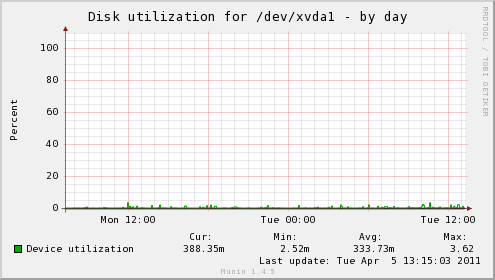 Disk utilization for /dev/xvda1 - by day
RRDTOOL / TOBI OETIKER
Percent
100
80
60
40
20
0
Mon 12:00 Tue 00:00 Tue 12:00
Cur: Min: Avg: Max:
Device utilization 388.35m 2.52m 333.73m 3.62
Last update: Tue Apr 5 13:15:03 2011
Munin 1.4.5